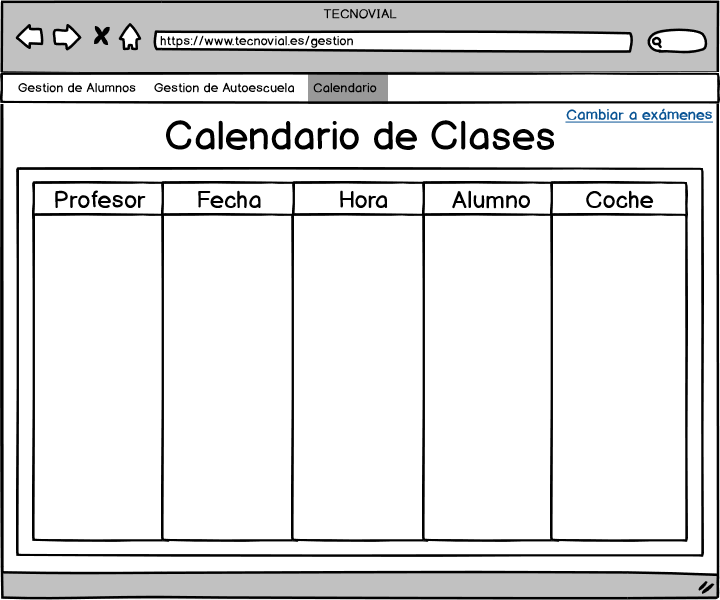 TECNOVIAL
https://www.tecnovial.es/gestion
Gestion de Alumnos Gestion de Autoescuela Calendario
Cambiar a exámenes
Calendario de Clases
Profesor Fecha Hora Alumno Coche